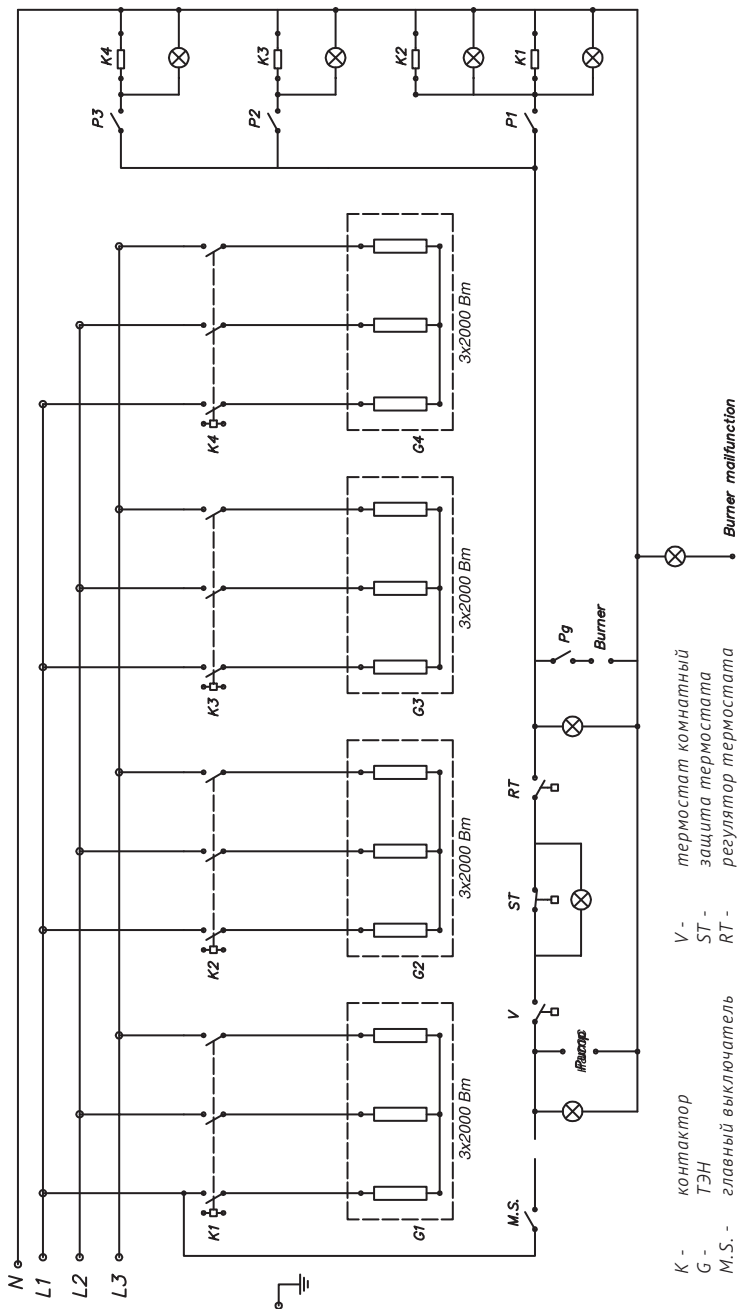 N
L1
L2
L3
K4
K3
K2
K1
P3
P2
P1
K1
K2
K3
K4
G1
G2
G3
G4
3x2000 Вт
3x2000 Вт
3x2000 Вт
3x2000 Вт
M.S.
V
ST
RT
Pg
Burner
Burner mailfunction
K - контактор
G - ТЭН
M.S. - главный выключатель
V - термостат комнатный
ST - защита термостата
RT - регулятор термостата